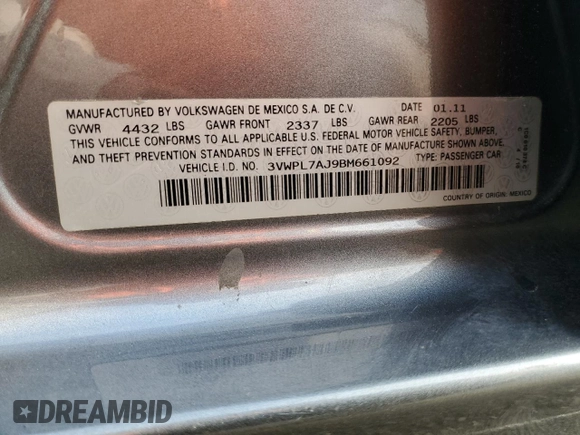 MANUFACTURED BY VOLKSWAGEN DE MEXICO S.A. DE C.V. DATE 01.11
GVWR 4432 LBS GAWR FRONT 2337 LBS GAWR REAR 2205 LBS
THIS VEHICLE CONFORMS TO ALL APPLICABLE U.S. FEDERAL MOTOR VEHICLE SAFETY, BUMPER,
AND THEFT PREVENTION STANDARDS IN EFFECT ON THE DATE OF MANUFACTURE SHOWN ABOVE.
VEHICLE I.D. NO. 3VWPL7AJ9BM661092 TYPE: PASSENGER CAR
COUNTRY OF ORIGIN: MEXICO
DREAMBID